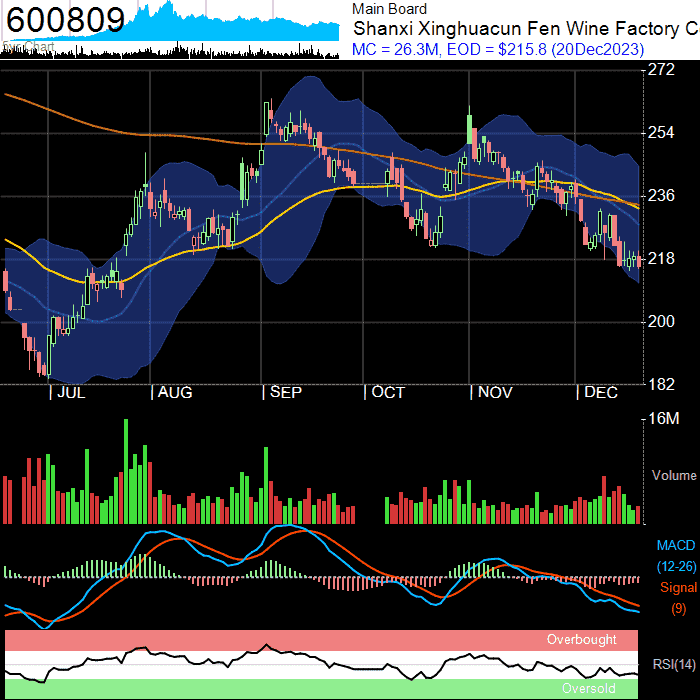 600809
Main Board
Shanxi Xinghuacun Fen Wine Factory C
MC = 26.3M, EOD = $215.8 (20Dec2023)
272
254
236
218
200
182
JUL AUG SEP OCT NOV DEC
16M
Volume
MACD
(12-26)
Signal
(9)
Overbought
RSI(14)
Oversold